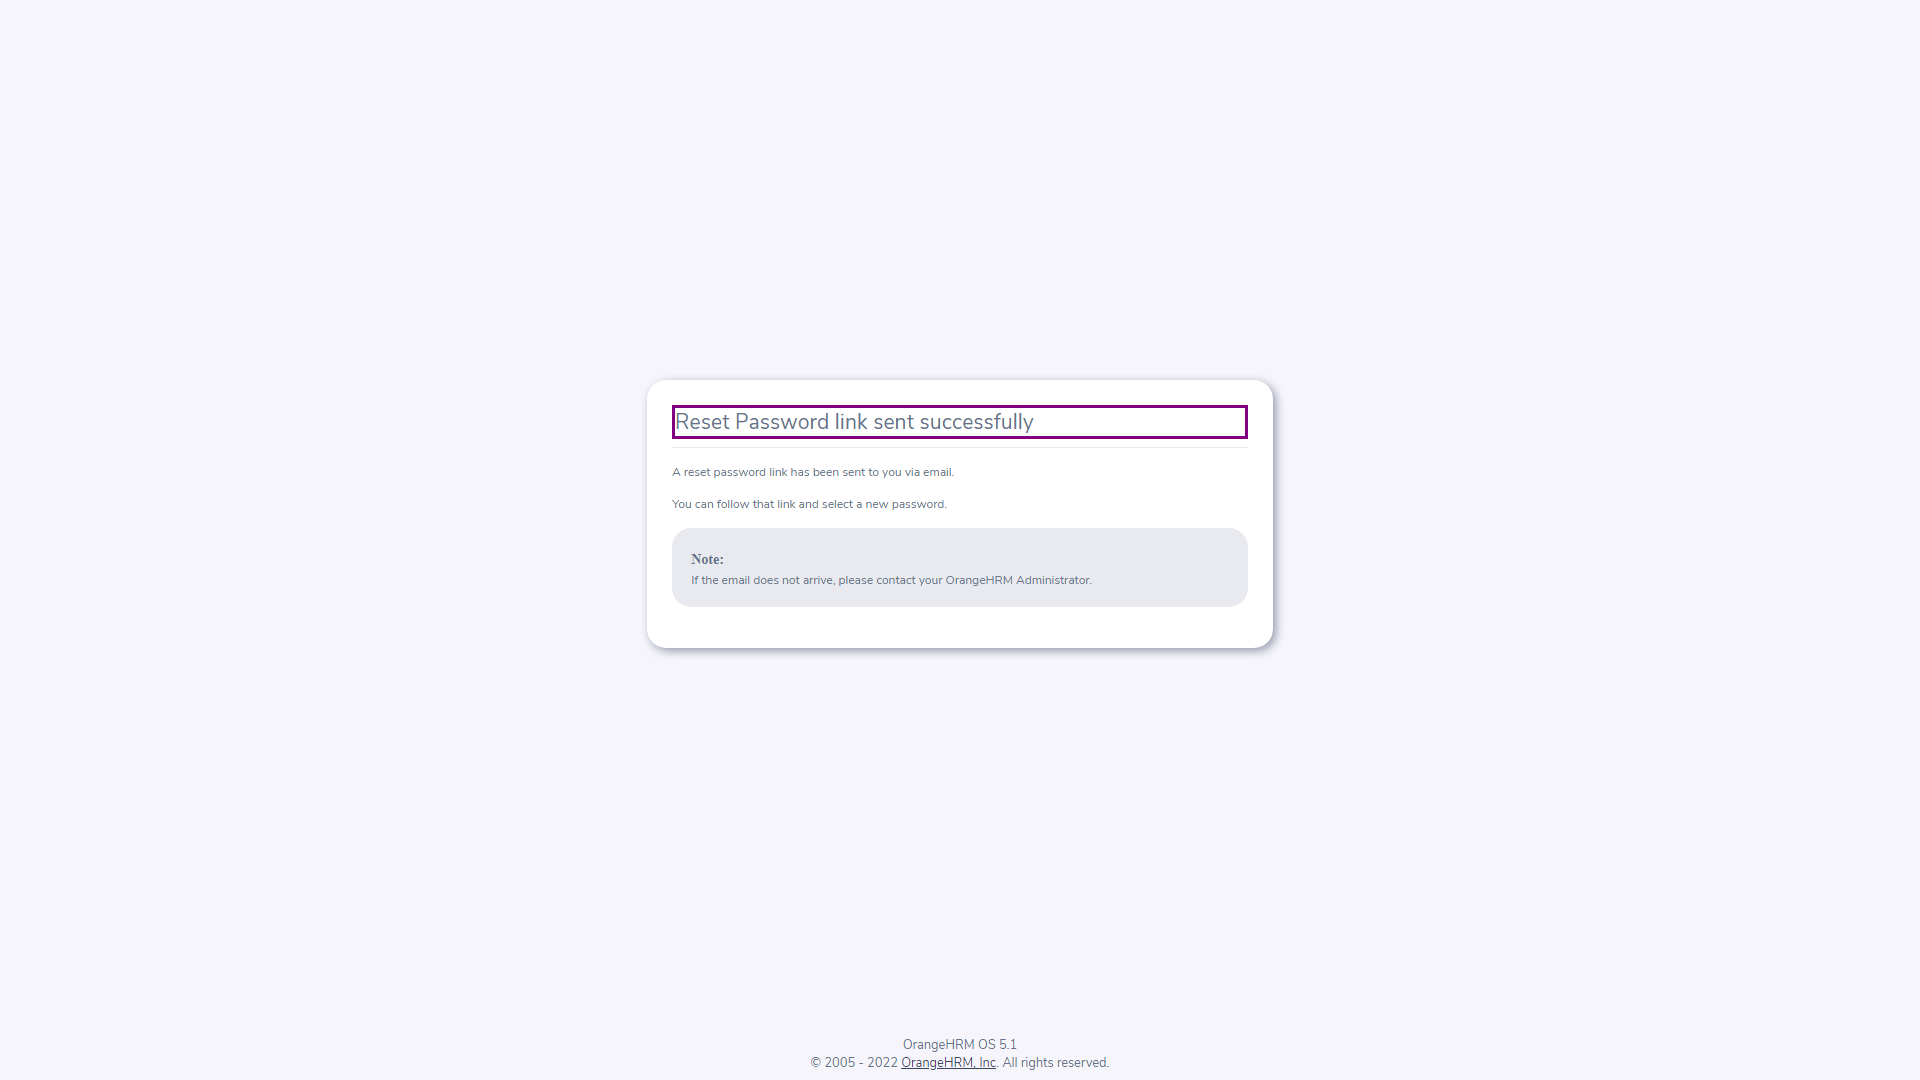 Reset Password link sent successfully
A reset password link has been sent to you via email.
You can follow that link and select a new password.
Note:
If the email does not arrive, please contact your OrangeHRM Administrator.
OrangeHRM OS 5.1
© 2005 - 2022 OrangeHRM, Inc. All rights reserved.